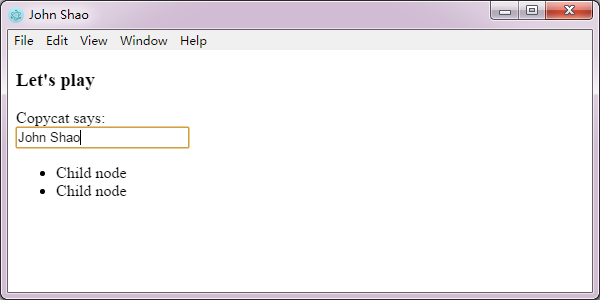 John Shao
File Edit View Window Help
Let's play
Copycat says:
John Shao
Child node
Child node